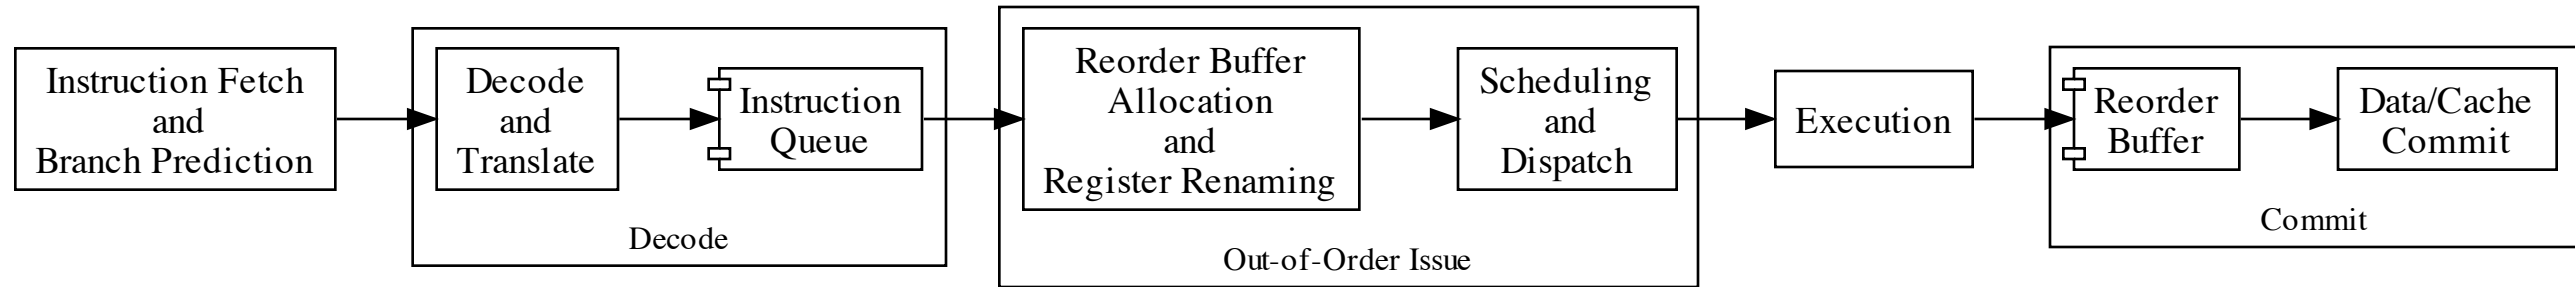 Instruction Fetch
and
Branch Prediction
Decode
and
Translate
Instruction
Queue
Decode
Reorder Buffer
Allocation
and
Register Renaming
Scheduling
and
Dispatch
Out-of-Order Issue
Execution
Reorder
Buffer
Data/Cache
Commit
Commit